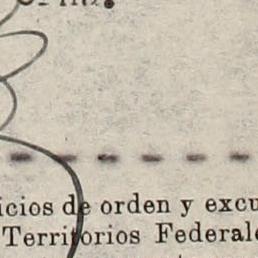 icios de orden y excu
Territorios Federale